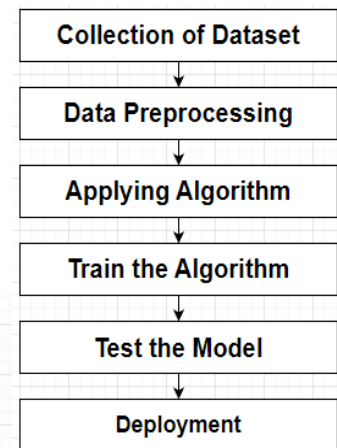 Collection of Dataset
Data Preprocessing
Applying Algorithm
Train the Algorithm
Test the Model
Deployment